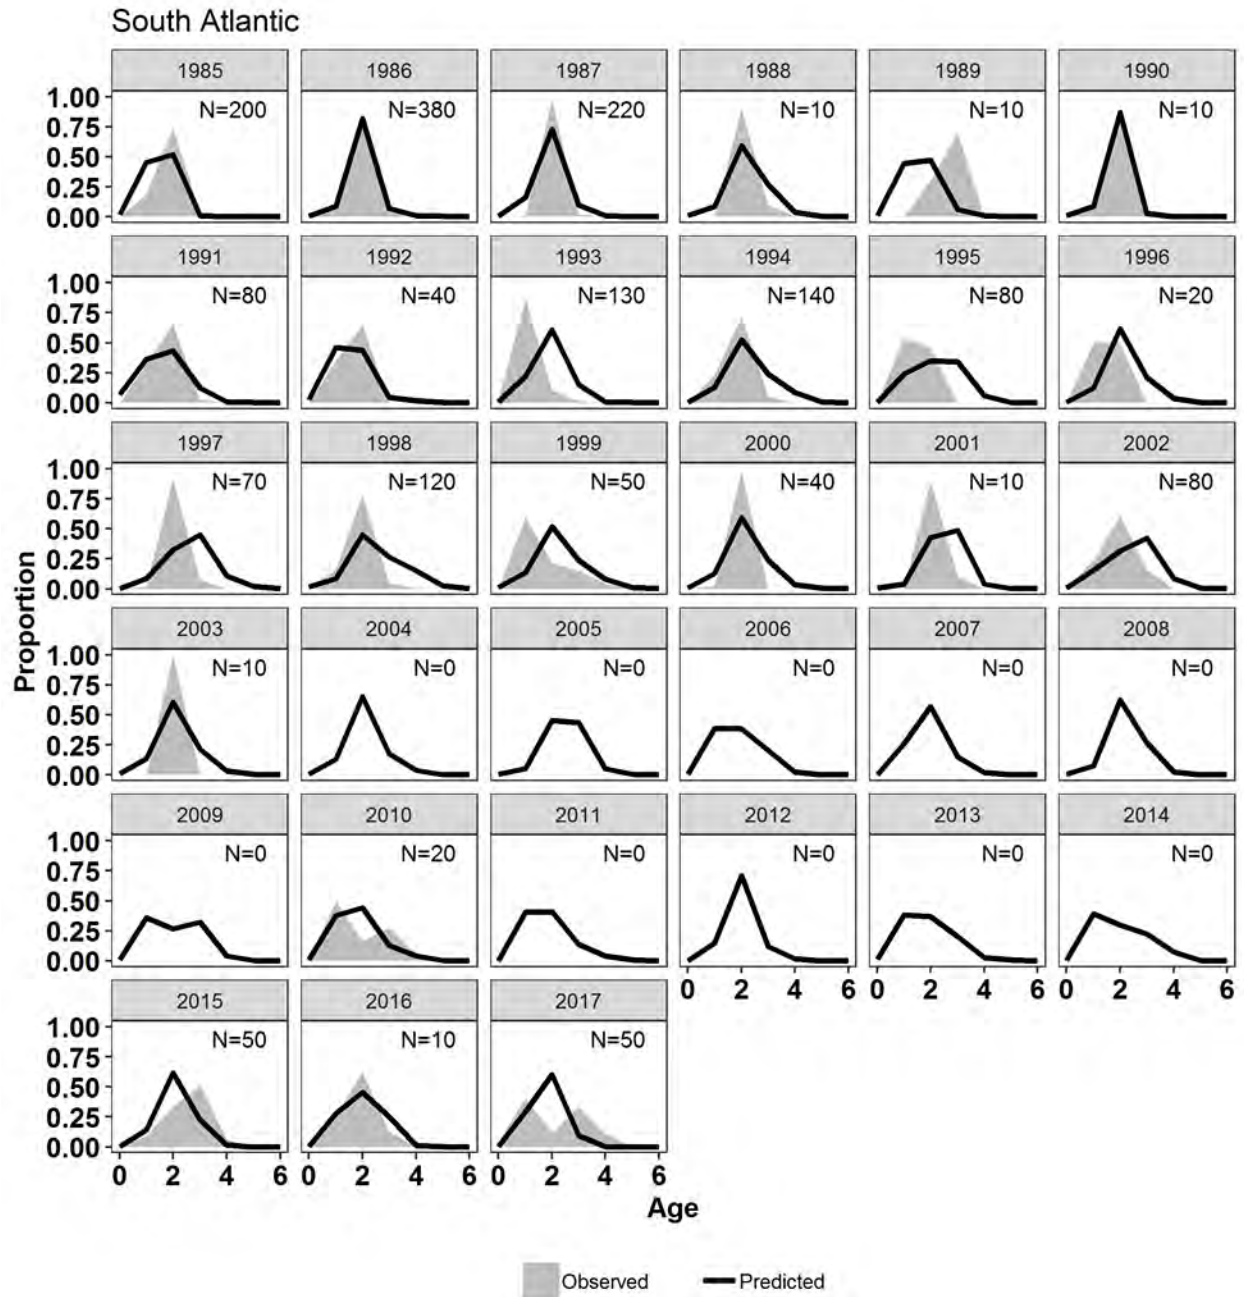 South Atlantic
1985 1986 1987 1988 1989 1990
1.00 0.75 0.50 0.25 0.00
N=200 N=380 N=220 N=10 N=10 N=10
1991 1992 1993 1994 1995 1996
1.00 0.75 0.50 0.25 0.00
N=80 N=40 N=130 N=140 N=80 N=20
1997 1998 1999 2000 2001 2002
1.00 0.75 0.50 0.25 0.00
N=70 N=120 N=50 N=40 N=10 N=80
Proportion
2003 2004 2005 2006 2007 2008
1.00 0.75 0.50 0.25 0.00
N=10 N=0 N=0 N=0 N=0 N=0
2009 2010 2011 2012 2013 2014
1.00 0.75 0.50 0.25 0.00
N=0 N=20 N=0 N=0 N=0 N=0
0 2 4 6 0 2 4 6 0 2 4 6
2015 2016 2017
1.00 0.75 0.50 0.25 0.00
N=50 N=10 N=50
0 2 4 6 0 2 4 6 0 2 4 6
Age
Observed Predicted